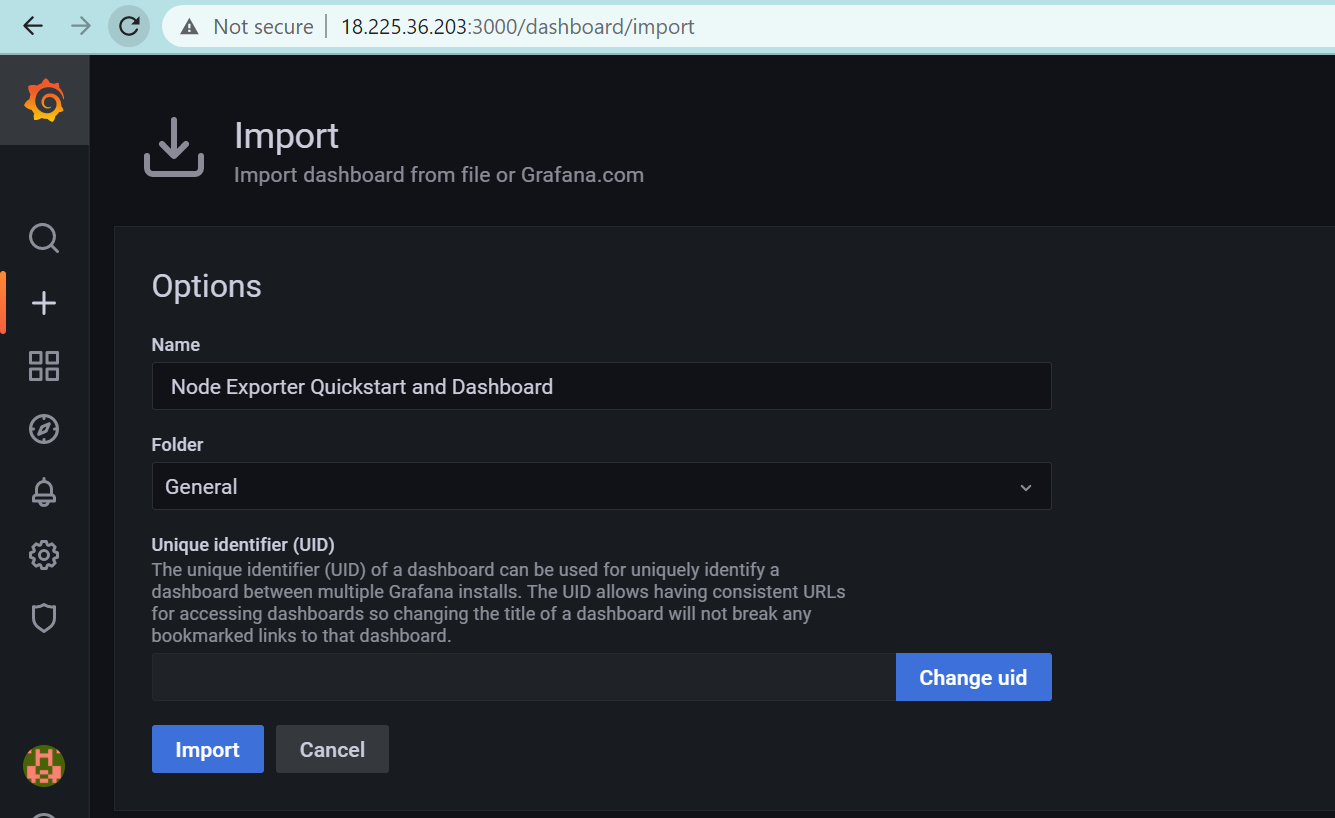 Not secure | 18.225.36.203:3000/dashboard/import
Import
Import dashboard from file or Grafana.com
Options
Name
Node Exporter Quickstart and Dashboard
Folder
General
Unique identifier (UID)
The unique identifier (UID) of a dashboard can be used for uniquely identify a
dashboard between multiple Grafana installs. The UID allows having consistent URLs
for accessing dashboards so changing the title of a dashboard will not break any
bookmarked links to that dashboard.
Change uid
Import Cancel